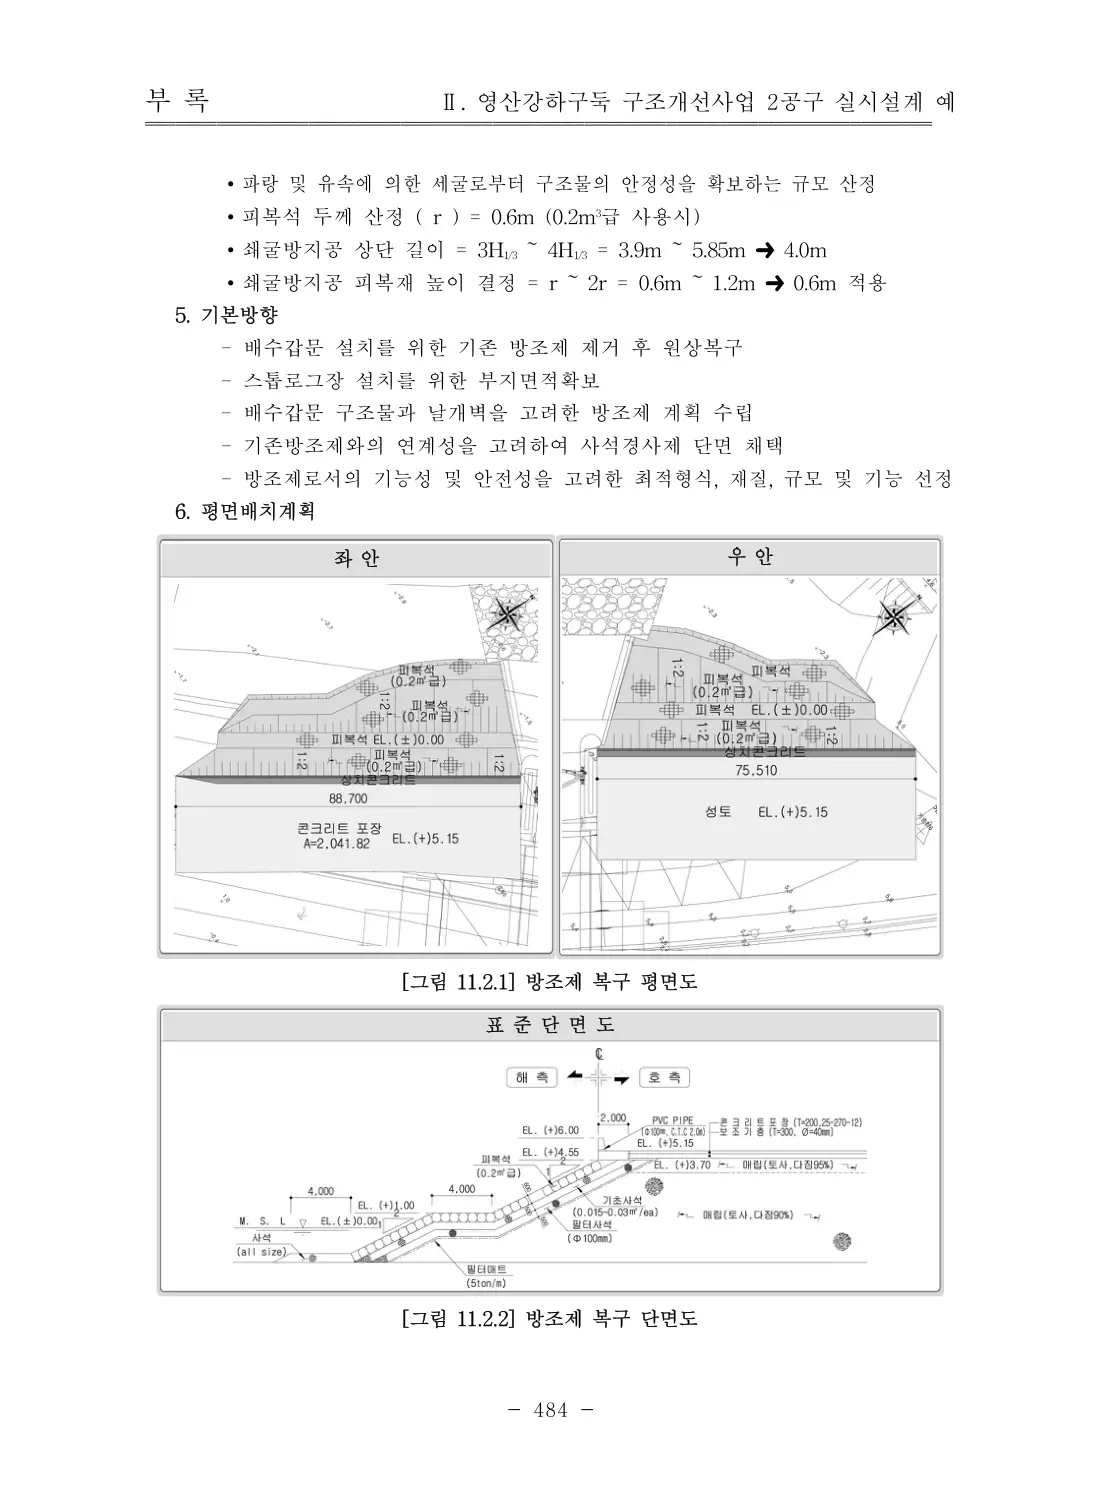 부 록
Ⅱ. 영산강하구둑 구조개선사업 2공구 실시설계 예
• 파랑 및 유속에 의한 세굴로부터 구조물의 안정성을 확보하는 규모 산정
• 피복석 두께 산정 ( r ) = 0.6m (0.2m³급 사용시)
• 쇄굴방지공 상단 길이 = 3H1/3 ~ 4H1/3 = 3.9m ~ 5.85m ➜ 4.0m
• 쇄굴방지공 피복재 높이 결정 = r ~ 2r = 0.6m ~ 1.2m ➜ 0.6m 적용
5. 기본방향
- 배수갑문 설치를 위한 기존 방조제 제거 후 원상복구
- 스톱로그장 설치를 위한 부지면적확보
- 배수갑문 구조물과 날개벽을 고려한 방조제 계획 수립
- 기존방조제와의 연계성을 고려하여 사석경사제 단면 채택
- 방조제로서의 기능성 및 안전성을 고려한 최적형식, 재질, 규모 및 기능 선정
6. 평면배치계획
좌 안
피복석
(0.2㎥급)
1:2
피복석
(0.2㎥급)
피복석 EL.(±)0.00
1:2
피복석
(0.2㎥급)
1:2
상치콘크리트
88.700
콘크리트 포장
A=2,041.82
EL.(+)5.15
우 안
1:2
피복석
피복석
(0.2㎥급)
피복석 EL.(±)0.00
1:2
피복석
(0.2㎥급)
1:2
상치콘크리트
75.510
성토 EL.(+)5.15
[그림 11.2.1] 방조제 복구 평면도
표 준 단 면 도
℄
해 측
호 측
2.000
PVC PIPE
(Φ100mm, C.T.C 2.0m)
콘 크 리 트 포 장 (T=200,25-270-12)
보 조 기 층 (T=300, Ø=40mm)
EL. (+)6.00
EL. (+)5.15
EL. (+)4.55
EL. (+)3.70
매립(토사,다짐95%)
피복석
(0.2㎥급)
1
2
4.000
4.000
EL. (+)1.00
M. S. L
EL.(±)0.00
1
2
기초사석
(0.015-0.03㎥/ea)
매립(토사,다짐90%)
필터사석
(Φ100mm)
사석
(all size)
필터매트
(5ton/m)
[그림 11.2.2] 방조제 복구 단면도
- 484 -